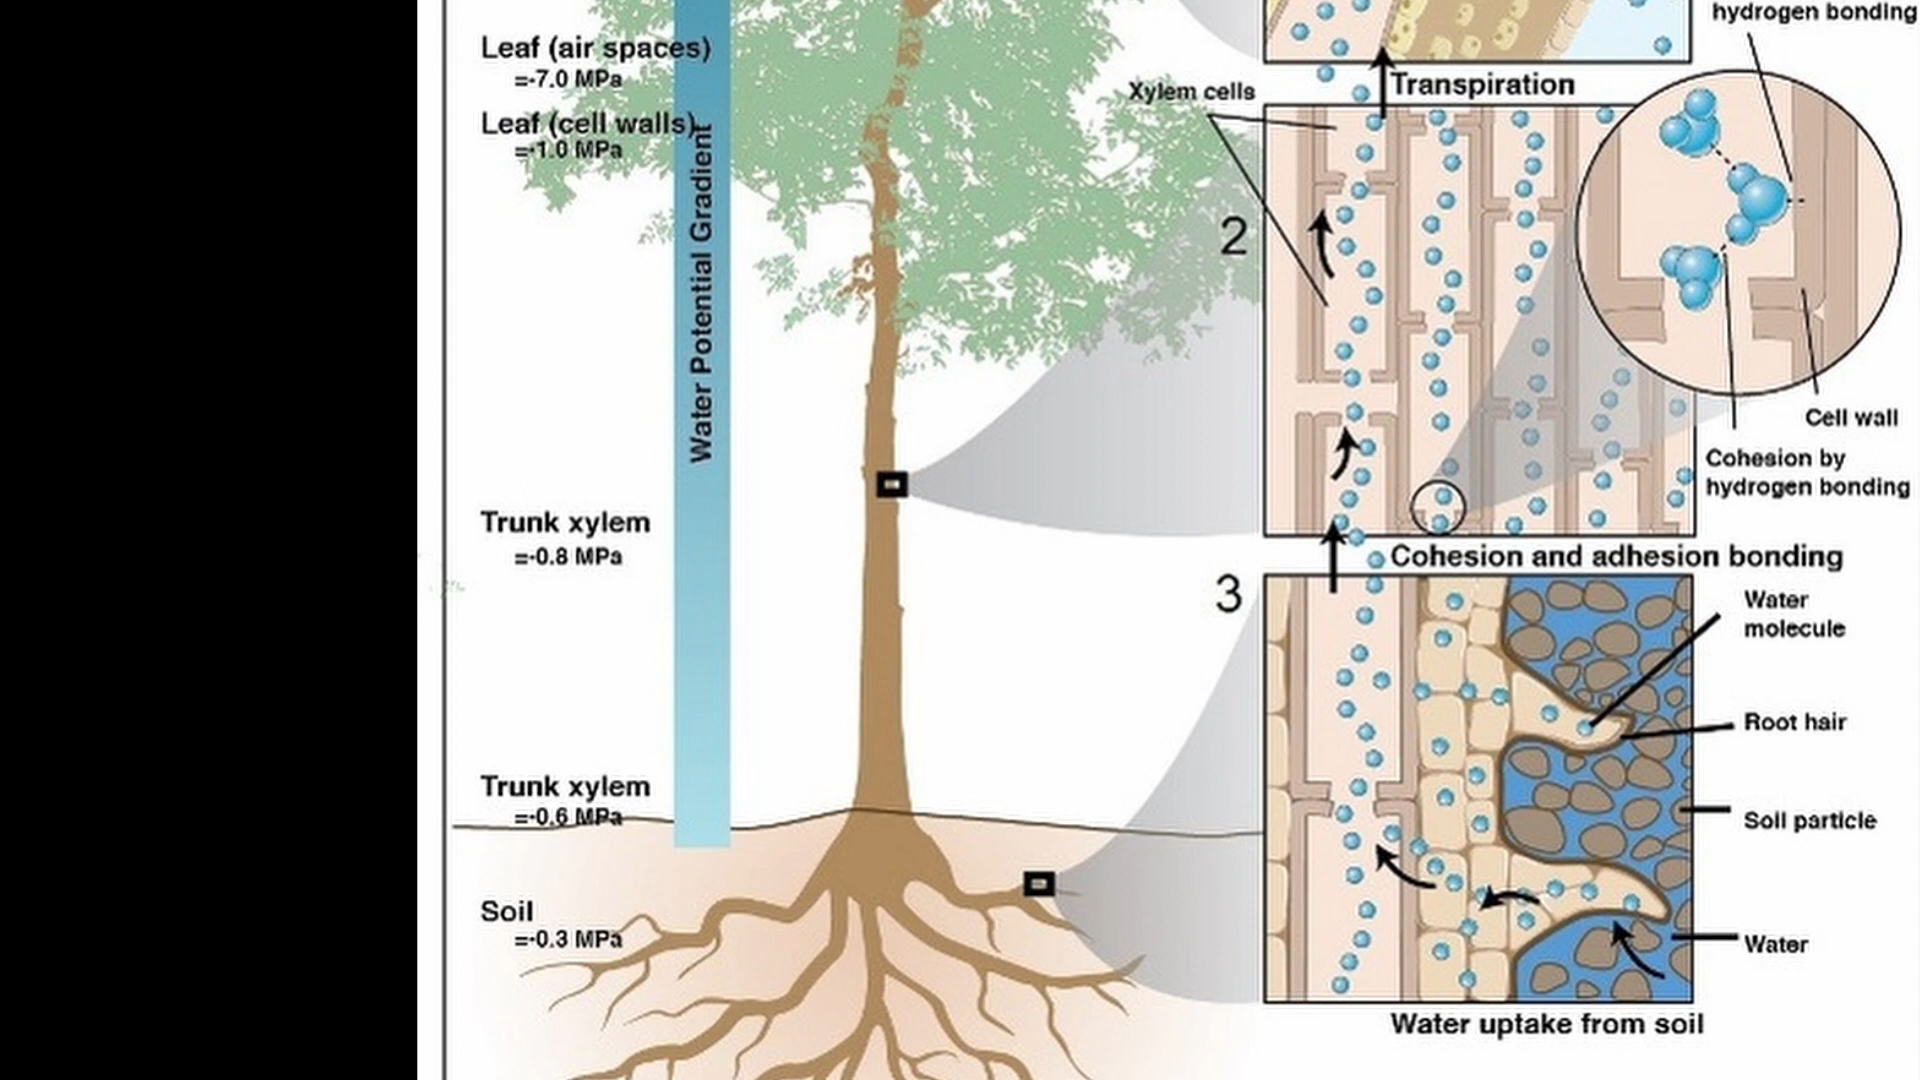 hydrogen bonding
Leaf (air spaces)
=-7.0 MPa
Transpiration
Xylem cells
Leaf (cell walls)
=-1.0 MPa
Water Potential Gradient
2
Cell wall
Cohesion by
hydrogen bonding
Trunk xylem
=-0.8 MPa
Cohesion and adhesion bonding
3
Water
molecule
Root hair
Trunk xylem
=-0.6 MPa
Soil particle
Soil
=-0.3 MPa
Water
Water uptake from soil